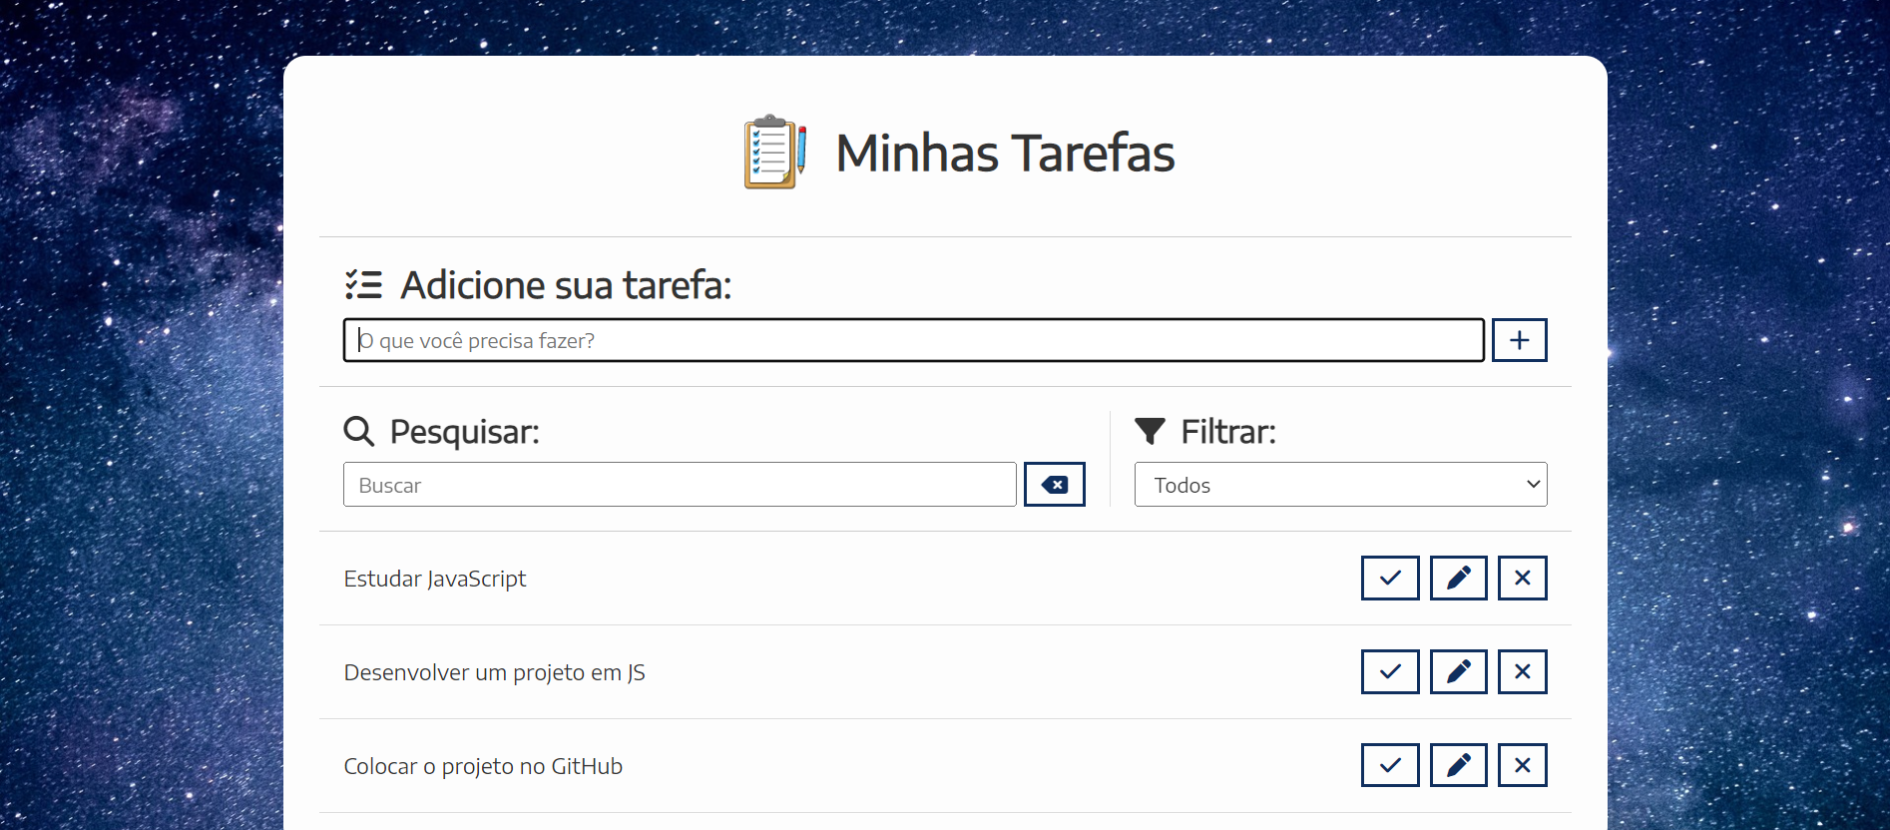 Minhas Tarefas
Adicione sua tarefa:
O que você precisa fazer?
Pesquisar:
Buscar
Filtrar:
Todos
Estudar JavaScript
Desenvolver um projeto em JS
Colocar o projeto no GitHub